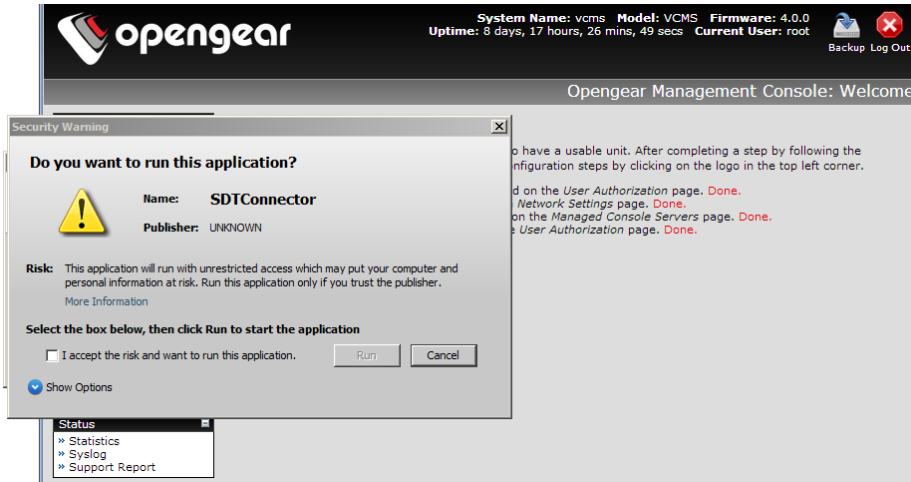 opengear
System Name: vcms Model: VCMS Firmware: 4.0.0
Uptime: 8 days, 17 hours, 26 mins, 49 secs Current User: root
Backup Log Out
Opengear Management Console: Welcome
Security Warning
Do you want to run this application?
Name: SDTConnector
Publisher: UNKNOWN
Risk: This application will run with unrestricted access which may put your computer and
personal information at risk. Run this application only if you trust the publisher.
More Information
Select the box below, then click Run to start the application
I accept the risk and want to run this application.
Run
Cancel
Show Options
o have a usable unit. After completing a step by following the
nfiguration steps by clicking on the logo in the top left corner.
d on the User Authorization page. Done.
Network Settings page. Done.
on the Managed Console Servers page. Done.
User Authorization page. Done.
Status
» Statistics
» Syslog
» Support Report